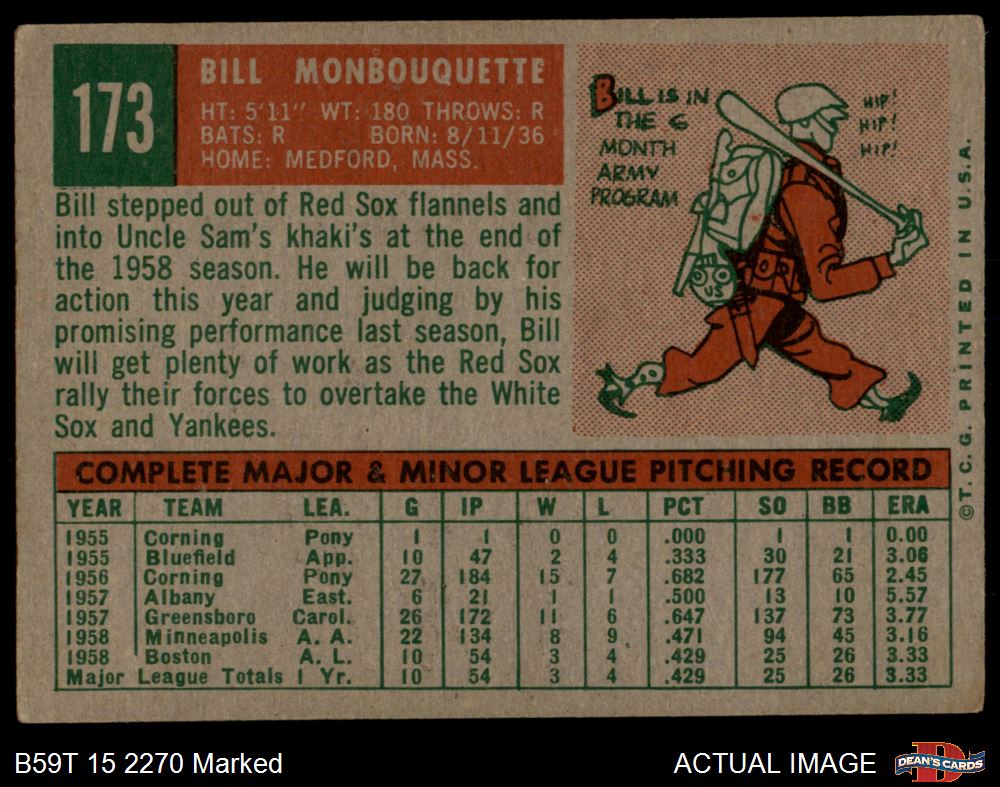 173
BILL MONBOUQUETTE
HT: 5'11" WT: 180 THROWS: R
BATS: R BORN: 8/11/36
HOME: MEDFORD, MASS.
BILL IS IN
THE 6
MONTH
ARMY
PROGRAM
HIP!
HIP!
HIP!
US
Bill stepped out of Red Sox flannels and
into Uncle Sam's khaki's at the end of
the 1958 season. He will be back for
action this year and judging by his
promising performance last season, Bill
will get plenty of work as the Red Sox
rally their forces to overtake the White
Sox and Yankees.
COMPLETE MAJOR & MINOR LEAGUE PITCHING RECORD
YEAR TEAM LEA. G IP W L PCT SO BB ERA
1955 Corning Pony 1 1 0 0 .000 1 1 0.00
1955 Bluefield App. 10 47 2 4 .333 30 21 3.06
1956 Corning Pony 27 184 15 7 .682 177 65 2.45
1957 Albany East. 6 21 1 1 .500 13 10 5.57
1957 Greensboro Carol. 26 172 11 6 .647 137 73 3.77
1958 Minneapolis A. A. 22 134 8 9 .471 94 45 3.16
1958 Boston A. L. 10 54 3 4 .429 25 26 3.33
Major League Totals 1 Yr. 10 54 3 4 .429 25 26 3.33
©T. C. G. PRINTED IN U.S.A.
B59T 15 2270 Marked
ACTUAL IMAGE
DEAN'S CARDS